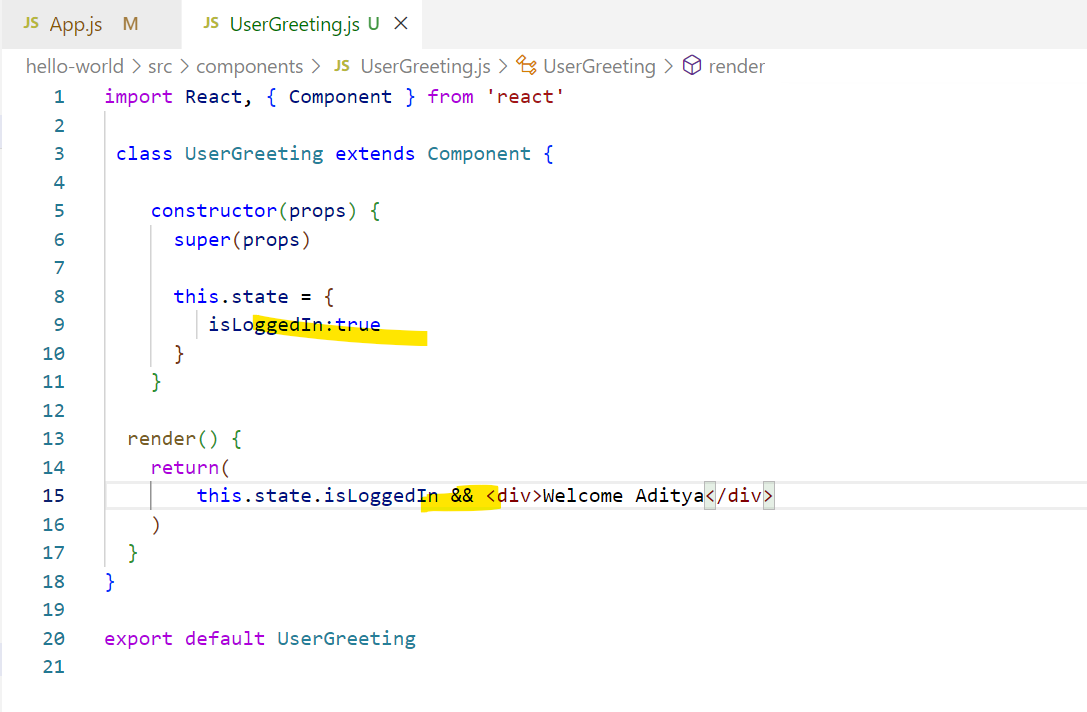 JS App.js M JS UserGreeting.js U
hello-world > src > components > JS UserGreeting.js > UserGreeting > render
1 import React, { Component } from 'react'
2
3 class UserGreeting extends Component {
4
5 constructor(props) {
6 super(props)
7
8 this.state = {
9 isLoggedIn:true
10 }
11 }
12
13 render() {
14 return(
15 this.state.isLoggedIn && <div>Welcome Aditya</div>
16 )
17 }
18 }
19
20 export default UserGreeting
21